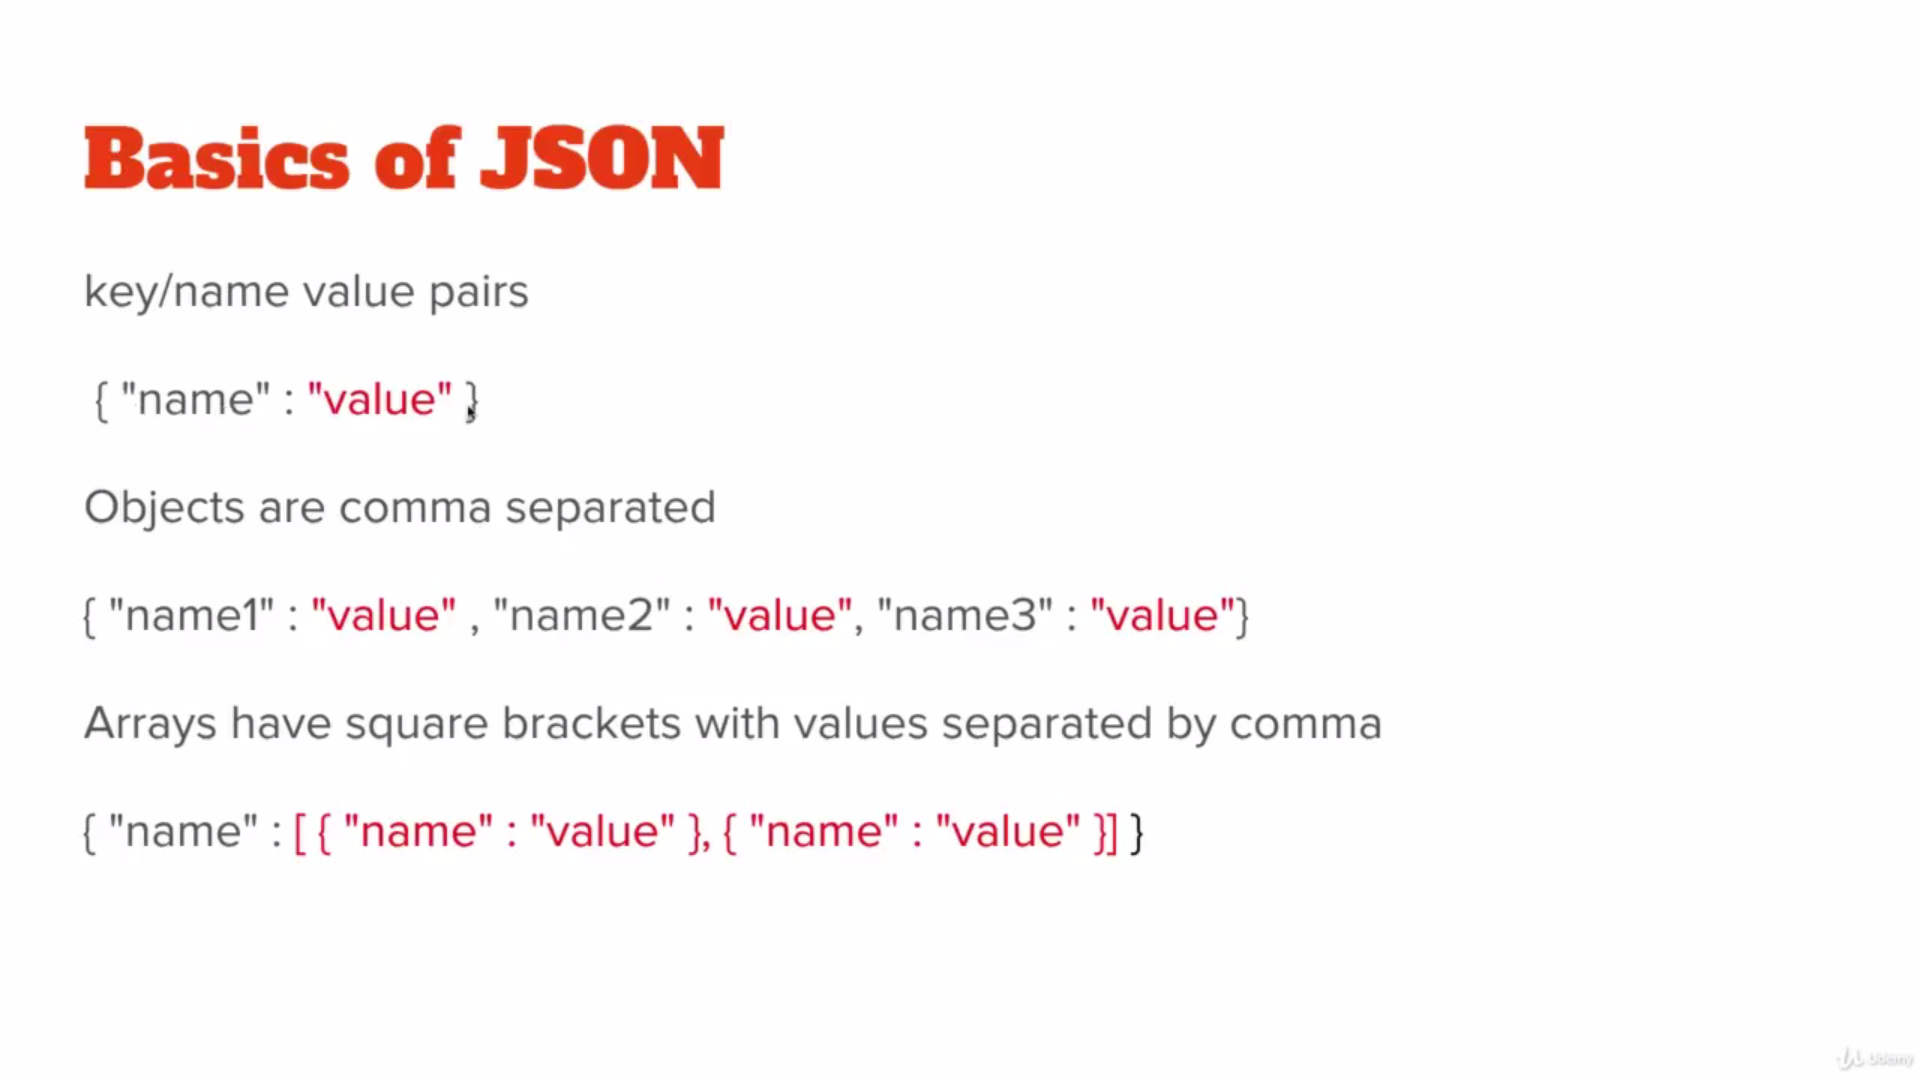 Basics of JSON
key/name value pairs
{ "name" : "value" }
Objects are comma separated
{ "name1" : "value" , "name2" : "value", "name3" : "value"}
Arrays have square brackets with values separated by comma
{ "name" : [ { "name" : "value" }, { "name" : "value" }] }
Udemy